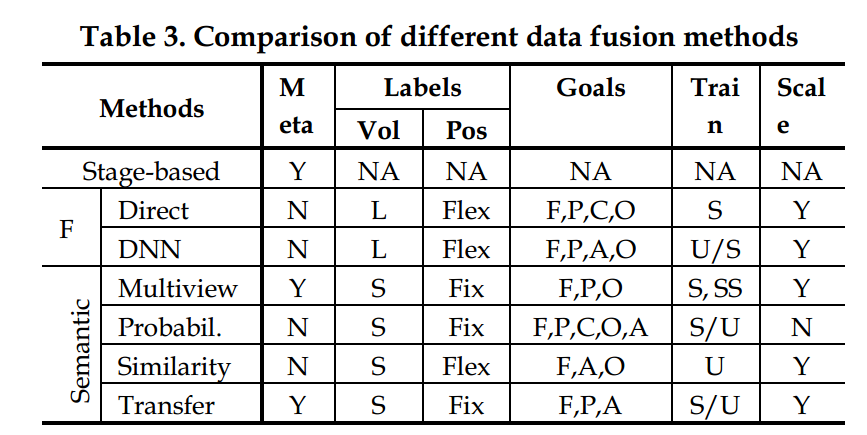 Table 3. Comparison of different data fusion methods
Methods M eta Labels Goals Trai n Scal e
Vol Pos
Stage-based Y NA NA NA NA NA
F
Direct N L Flex F,P,C,O S Y
DNN N L Flex F,P,A,O U/S Y
Semantic
Multiview Y S Fix F,P,O S, SS Y
Probabil. N S Fix F,P,C,O,A S/U N
Similarity N S Flex F,A,O U Y
Transfer Y S Fix F,P,A S/U Y